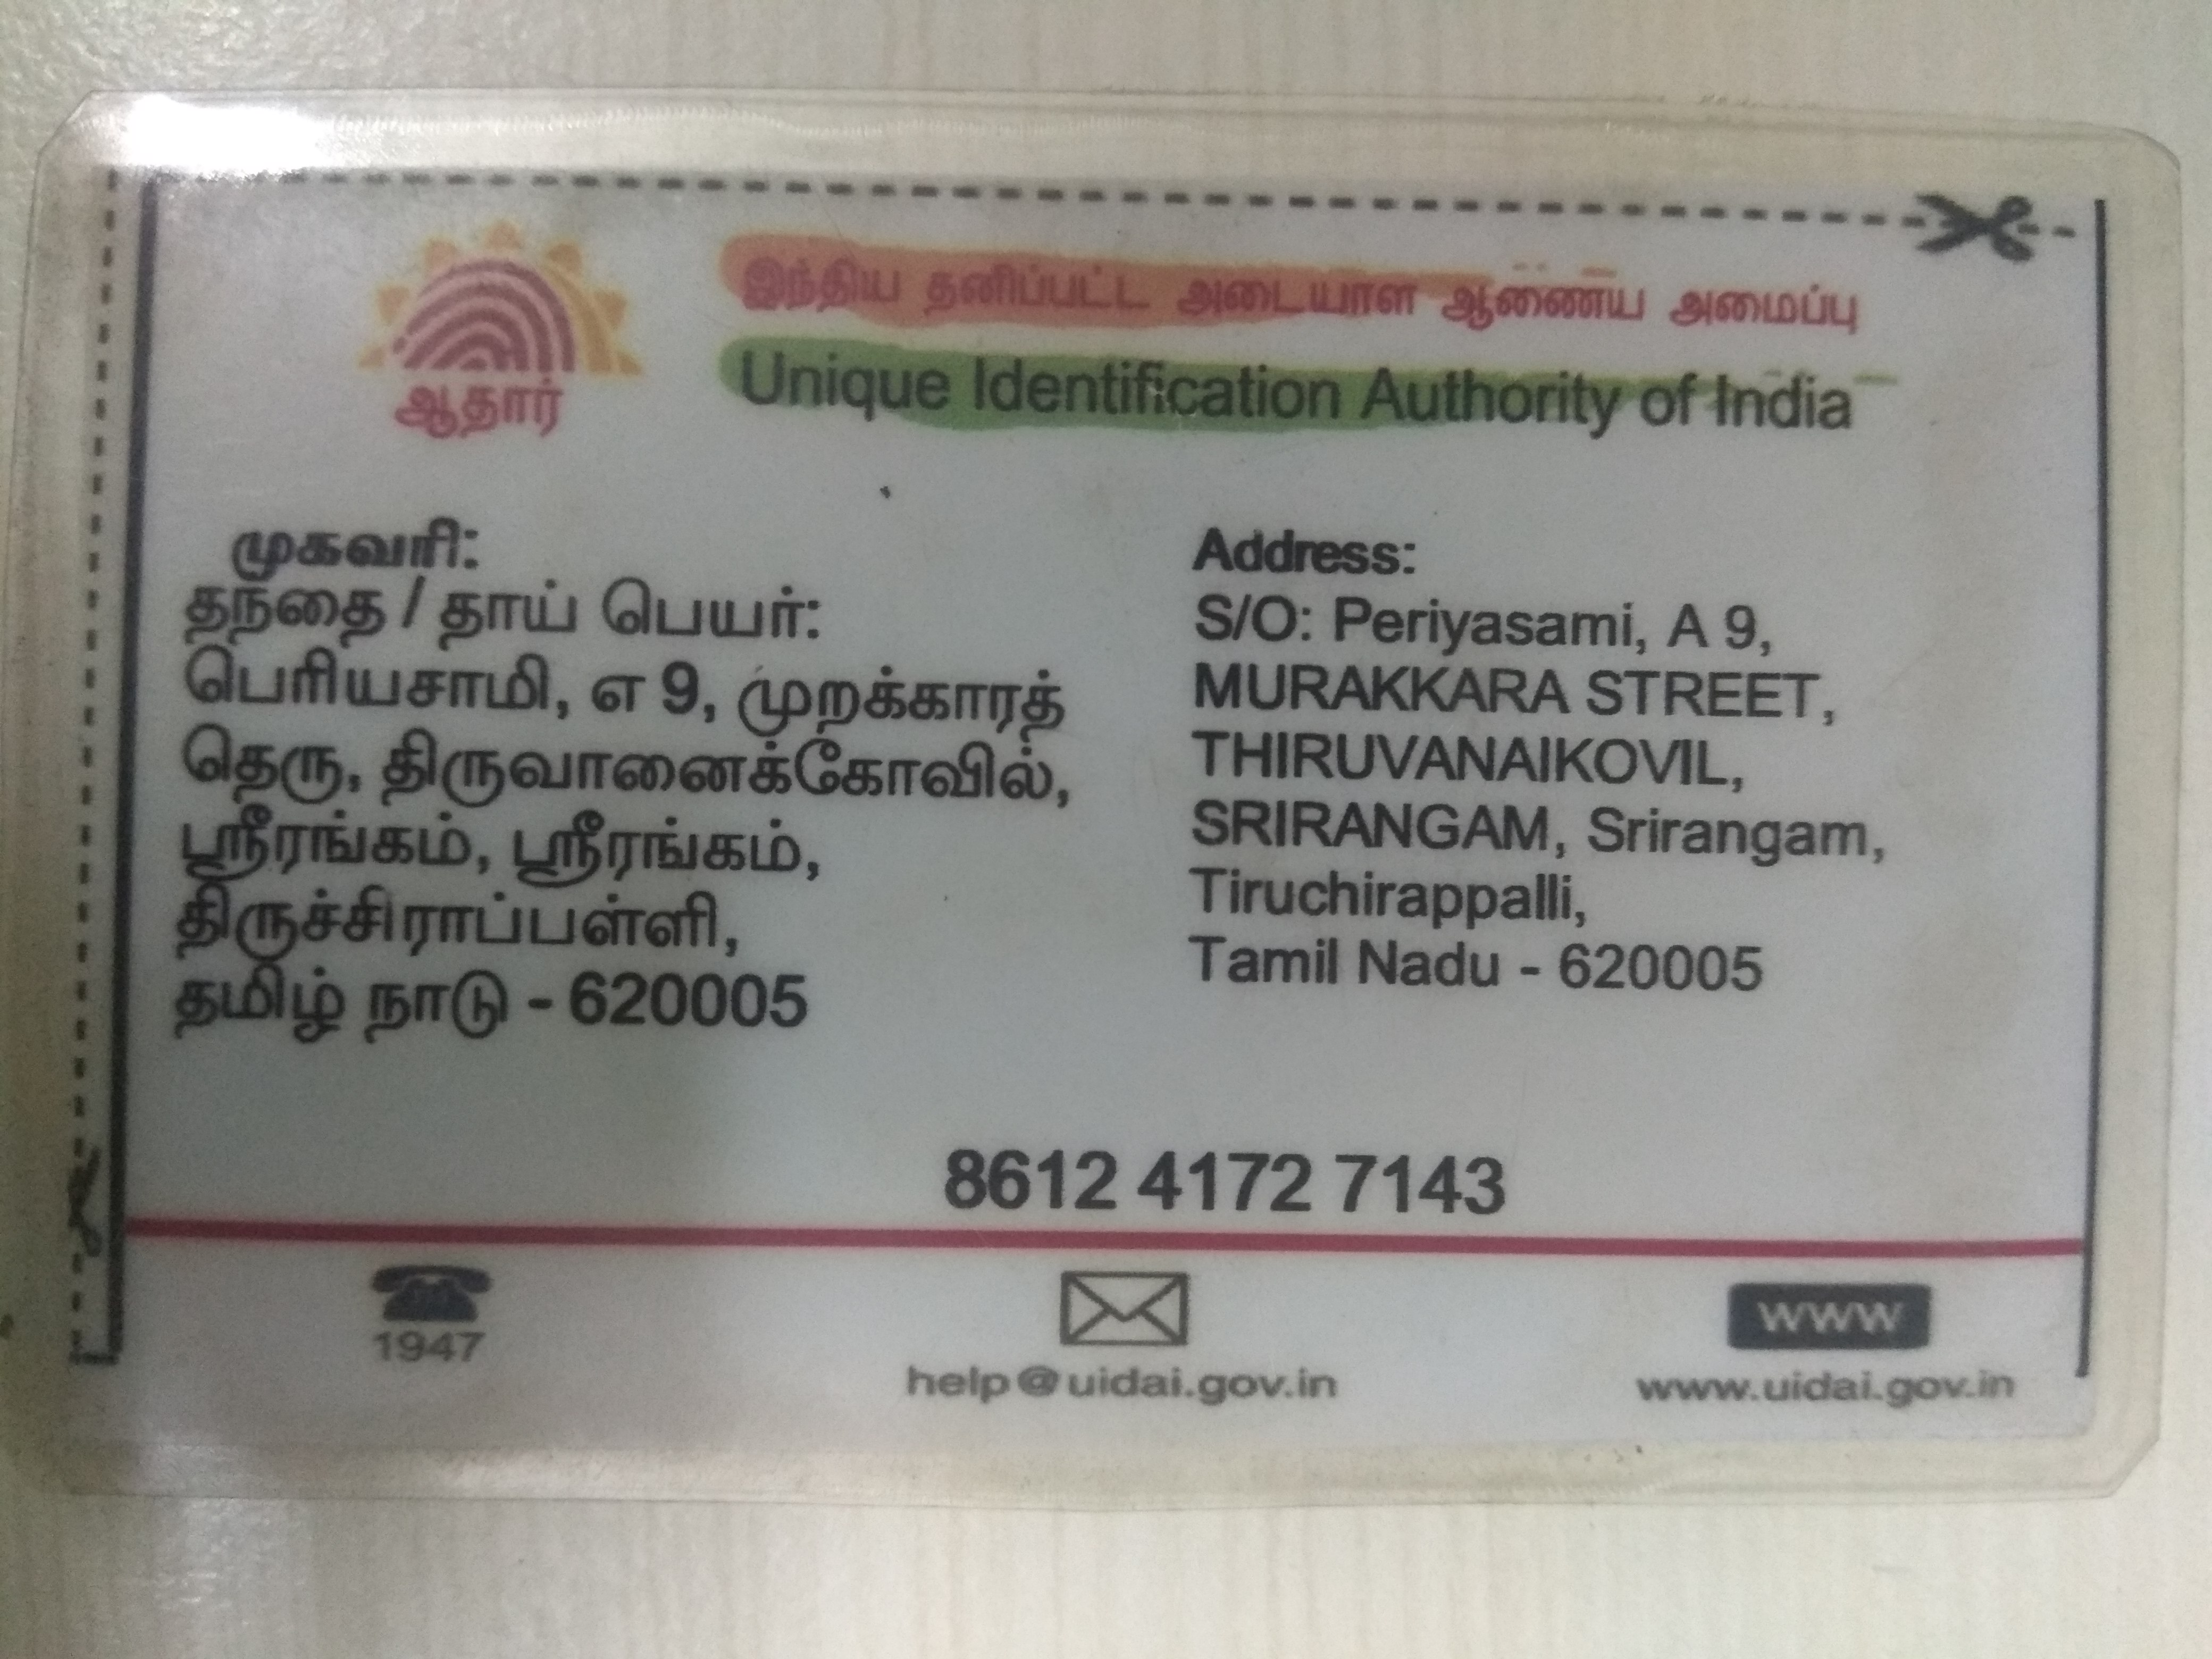 ஆதார்
இந்திய தனிப்பட்ட அடையாள ஆணைய அமைப்பு
Unique Identification Authority of India
முகவரி:
தந்தை / தாய் பெயர்:
பெரியசாமி, எ 9, முறக்காரத்
தெரு, திருவானைக்கோவில்,
ஸ்ரீரங்கம், ஸ்ரீரங்கம்,
திருச்சிராப்பள்ளி,
தமிழ் நாடு - 620005
Address:
S/O: Periyasami, A 9,
MURAKKARA STREET,
THIRUVANAIKOVIL,
SRIRANGAM, Srirangam,
Tiruchirappalli,
Tamil Nadu - 620005
8612 4172 7143
1947
help@uidai.gov.in
www
www.uidai.gov.in